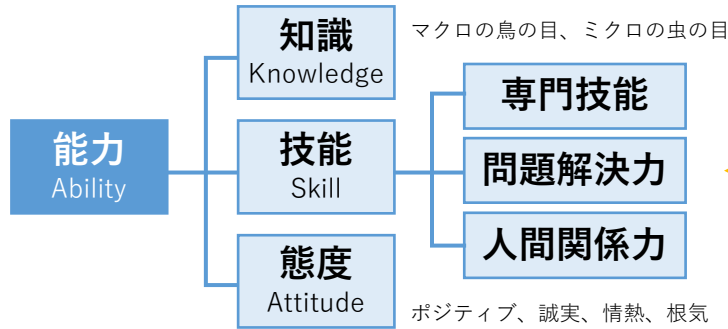 知識
Knowledge
マクロの鳥の目、ミクロの虫の目
専門技能
能力
Ability
技能
Skill
問題解決力
人間関係力
態度
Attitude
ポジティブ、誠実、情熱、根気